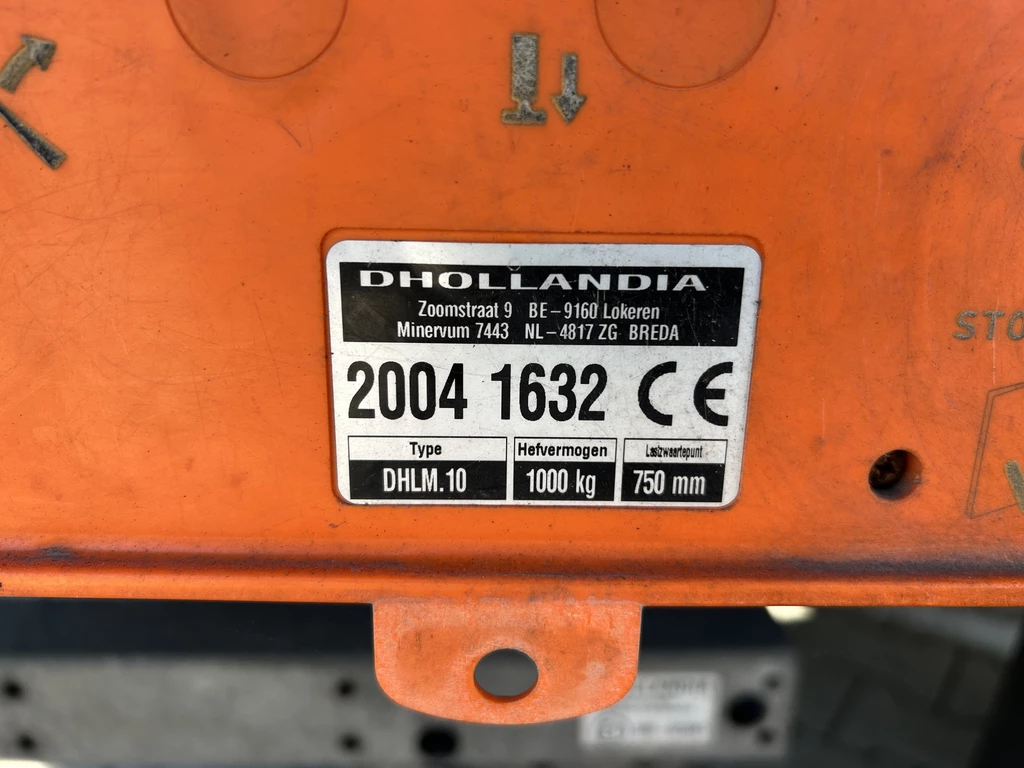 DHOLLANDIA
Zoomstraat 9 BE-9160 Lokeren
Minervum 7443 NL-4817 ZG BREDA
2004 1632 CE
Type Hefvermogen Lastzwaartepunt
DHLM.10 1000 kg 750 mm
STO